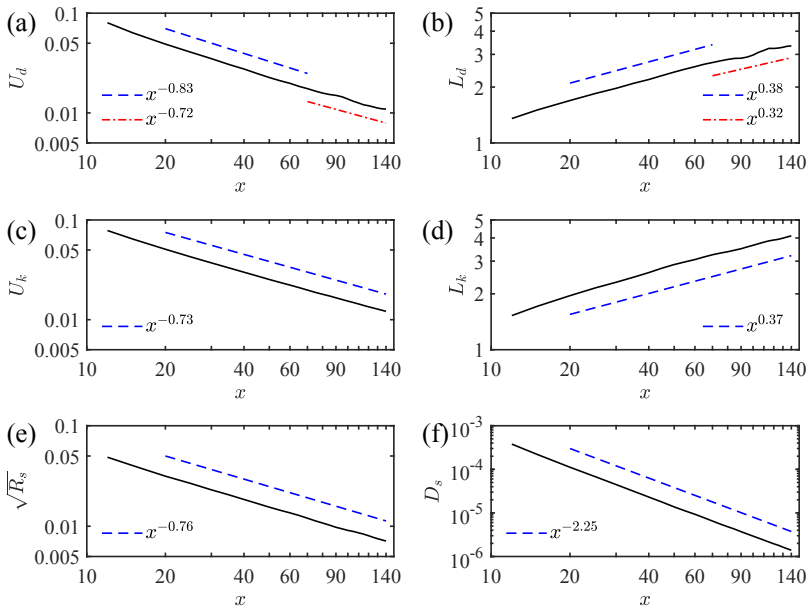 (a)
U_d
0.1
0.05
0.01
0.005
x^{-0.83}
x^{-0.72}
10 20 40 60 90 140
x
(b)
L_d
5
4
3
2
1
x^{0.38}
x^{0.32}
10 20 40 60 90 140
x
(c)
U_k
0.1
0.05
0.01
0.005
x^{-0.73}
10 20 40 60 90 140
x
(d)
L_k
5
4
3
2
1
x^{0.37}
10 20 40 60 90 140
x
(e)
√R_s
0.1
0.05
0.01
0.005
x^{-0.76}
10 20 40 60 90 140
x
(f)
D_s
10^{-3}
10^{-4}
10^{-5}
10^{-6}
x^{-2.25}
10 20 40 60 90 140
x